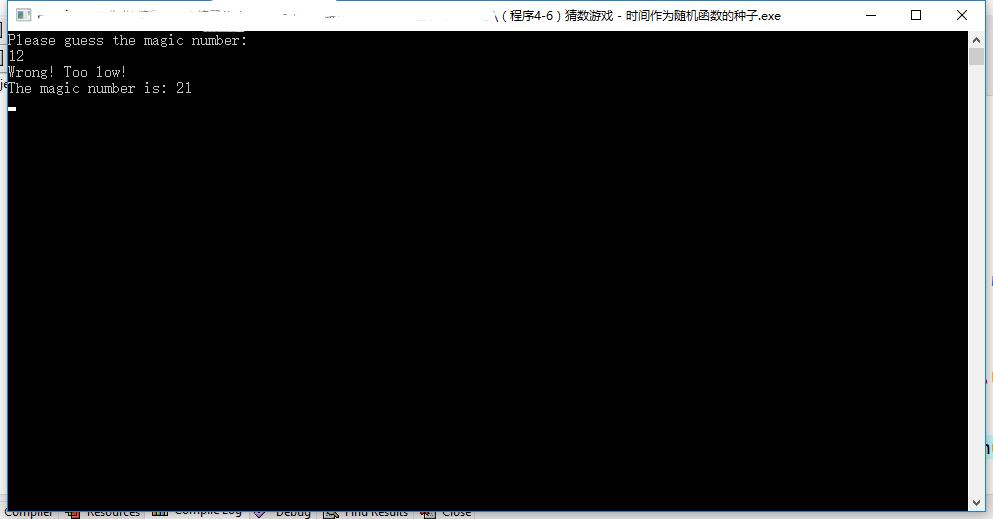 \（程序4-6）猜数游戏 - 时间作为随机函数的种子.exe
Please guess the magic number:
12
Wrong! Too low!
The magic number is: 21
Compiler Resources Compile Log Debug Find Results Close